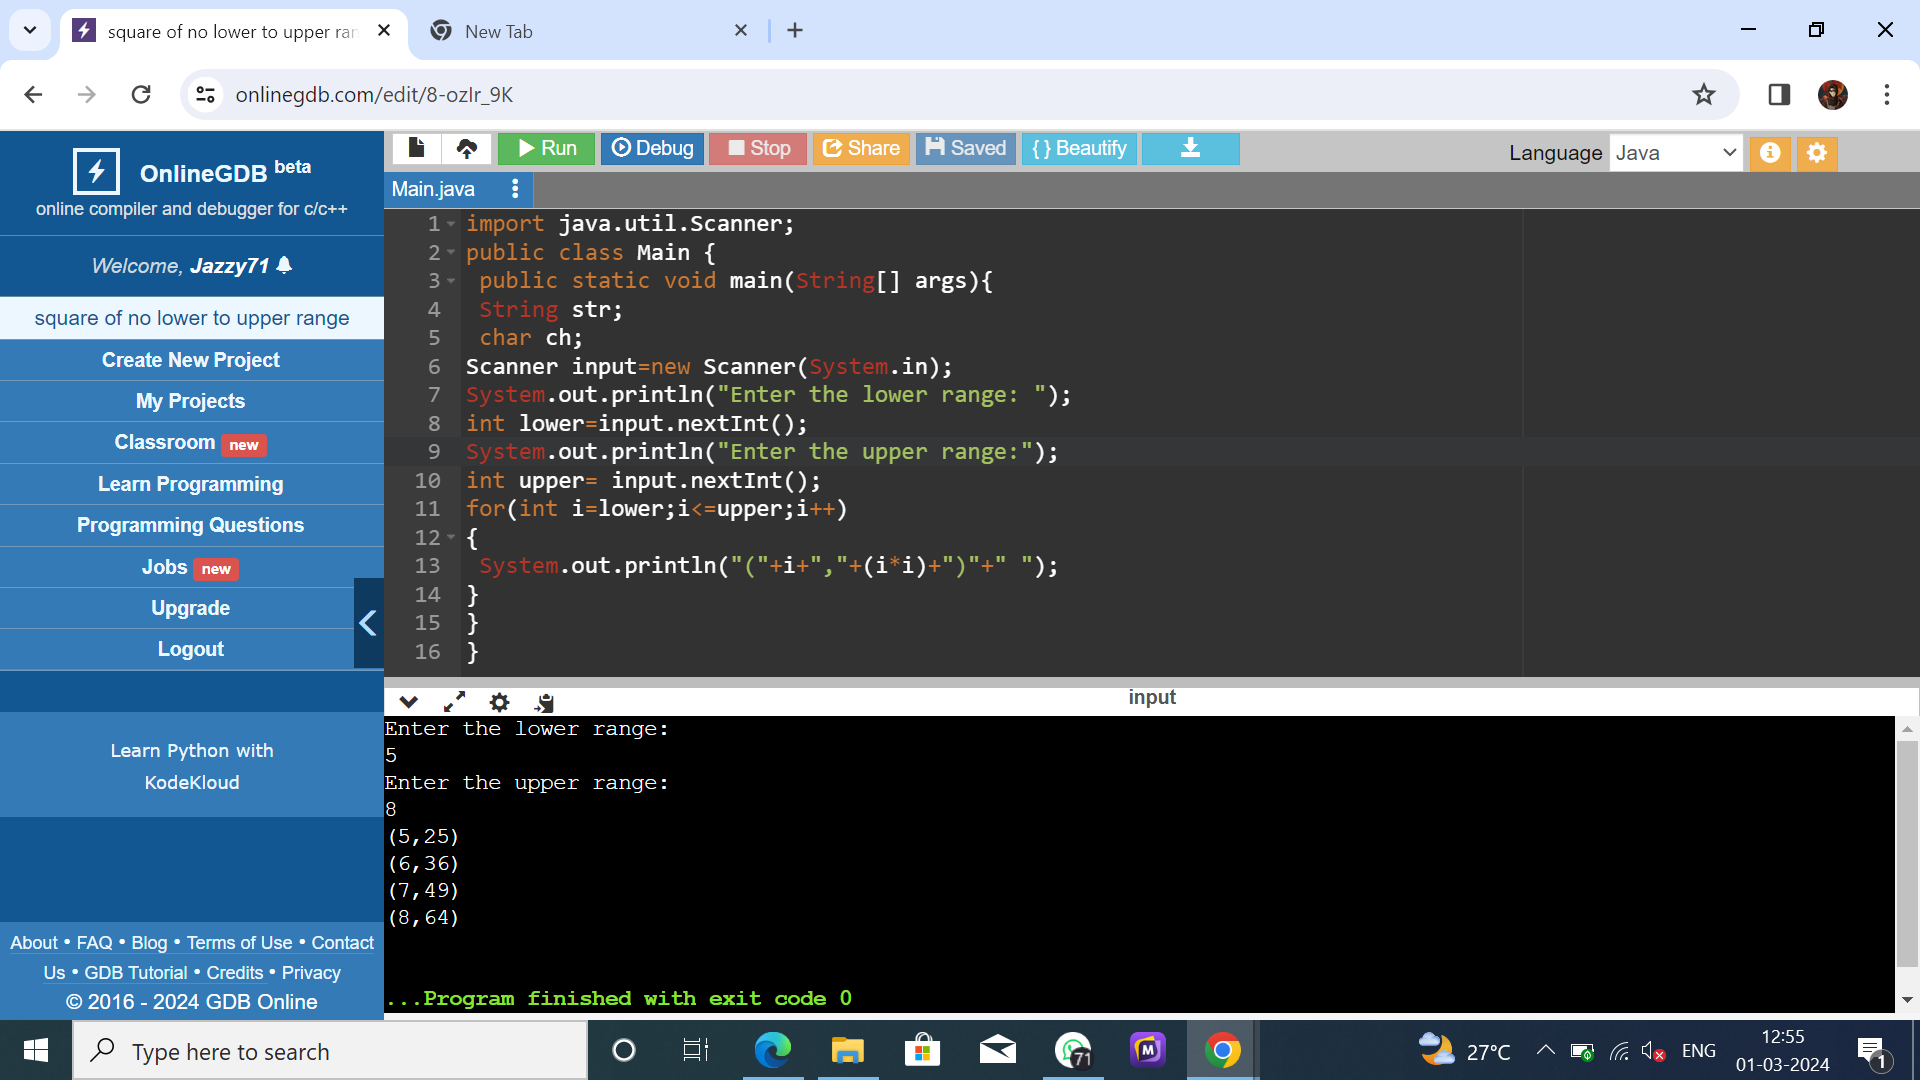 square of no lower to upper ran
New Tab
onlinegdb.com/edit/8-ozIr_9K
OnlineGDB beta
online compiler and debugger for c/c++
Welcome, Jazzy71
square of no lower to upper range
Create New Project
My Projects
Classroom new
Learn Programming
Programming Questions
Jobs new
Upgrade
Logout
Learn Python with
KodeKloud
About • FAQ • Blog • Terms of Use • Contact
Us • GDB Tutorial • Credits • Privacy
© 2016 - 2024 GDB Online
Run Debug Stop Share Saved { } Beautify
Language Java
Main.java
1 import java.util.Scanner;
2 public class Main {
3 public static void main(String[] args){
4 String str;
5 char ch;
6 Scanner input=new Scanner(System.in);
7 System.out.println("Enter the lower range: ");
8 int lower=input.nextInt();
9 System.out.println("Enter the upper range:");
10 int upper= input.nextInt();
11 for(int i=lower;i<=upper;i++)
12 {
13 System.out.println("("+i+","+(i*i)+")"+" ");
14 }
15 }
16 }
input
Enter the lower range:
5
Enter the upper range:
8
(5,25)
(6,36)
(7,49)
(8,64)
...Program finished with exit code 0
Type here to search
71
M
27°C
ENG
12:55
01-03-2024
1